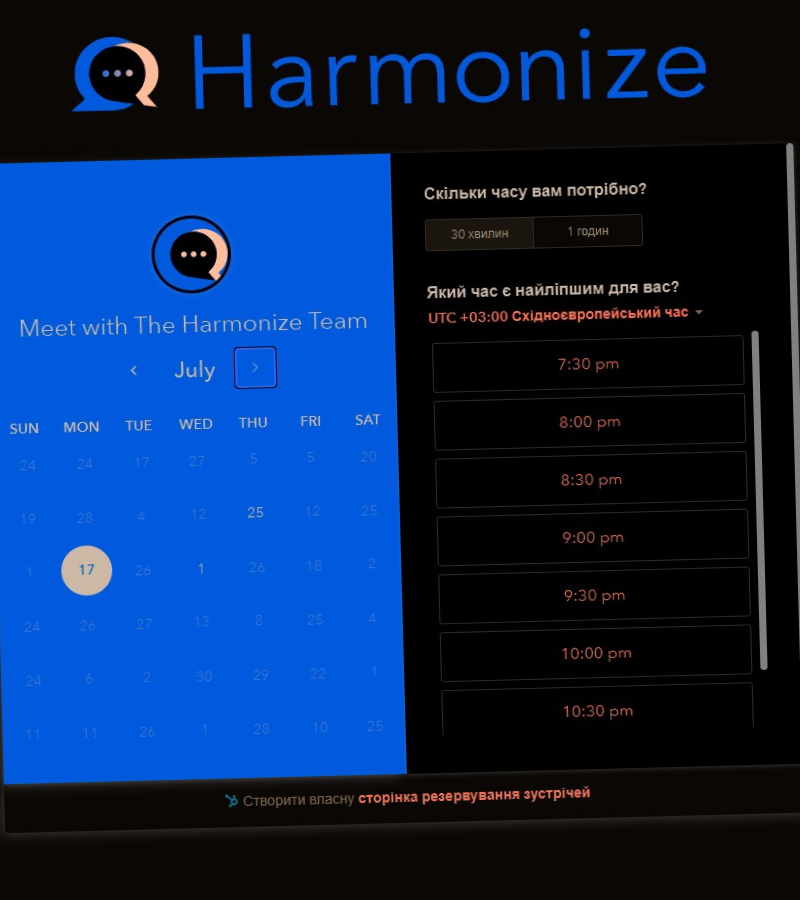 Harmonize
Meet with The Harmonize Team
July
SUN MON TUE WED THU FRI SAT
24 24 17 27 5 5 20
19 28 4 12 25 12 25
1 17 26 1 26 18 2
24 26 27 13 8 25 4
24 6 2 30 29 22 1
11 11 26 1 28 10 25
Скільки часу вам потрібно?
30 хвилин 1 годин
Який час є найліпшим для вас?
UTC +03:00 Східноєвропейський час
7:30 pm
8:00 pm
8:30 pm
9:00 pm
9:30 pm
10:00 pm
10:30 pm
Створити власну сторінка резервування зустрічей